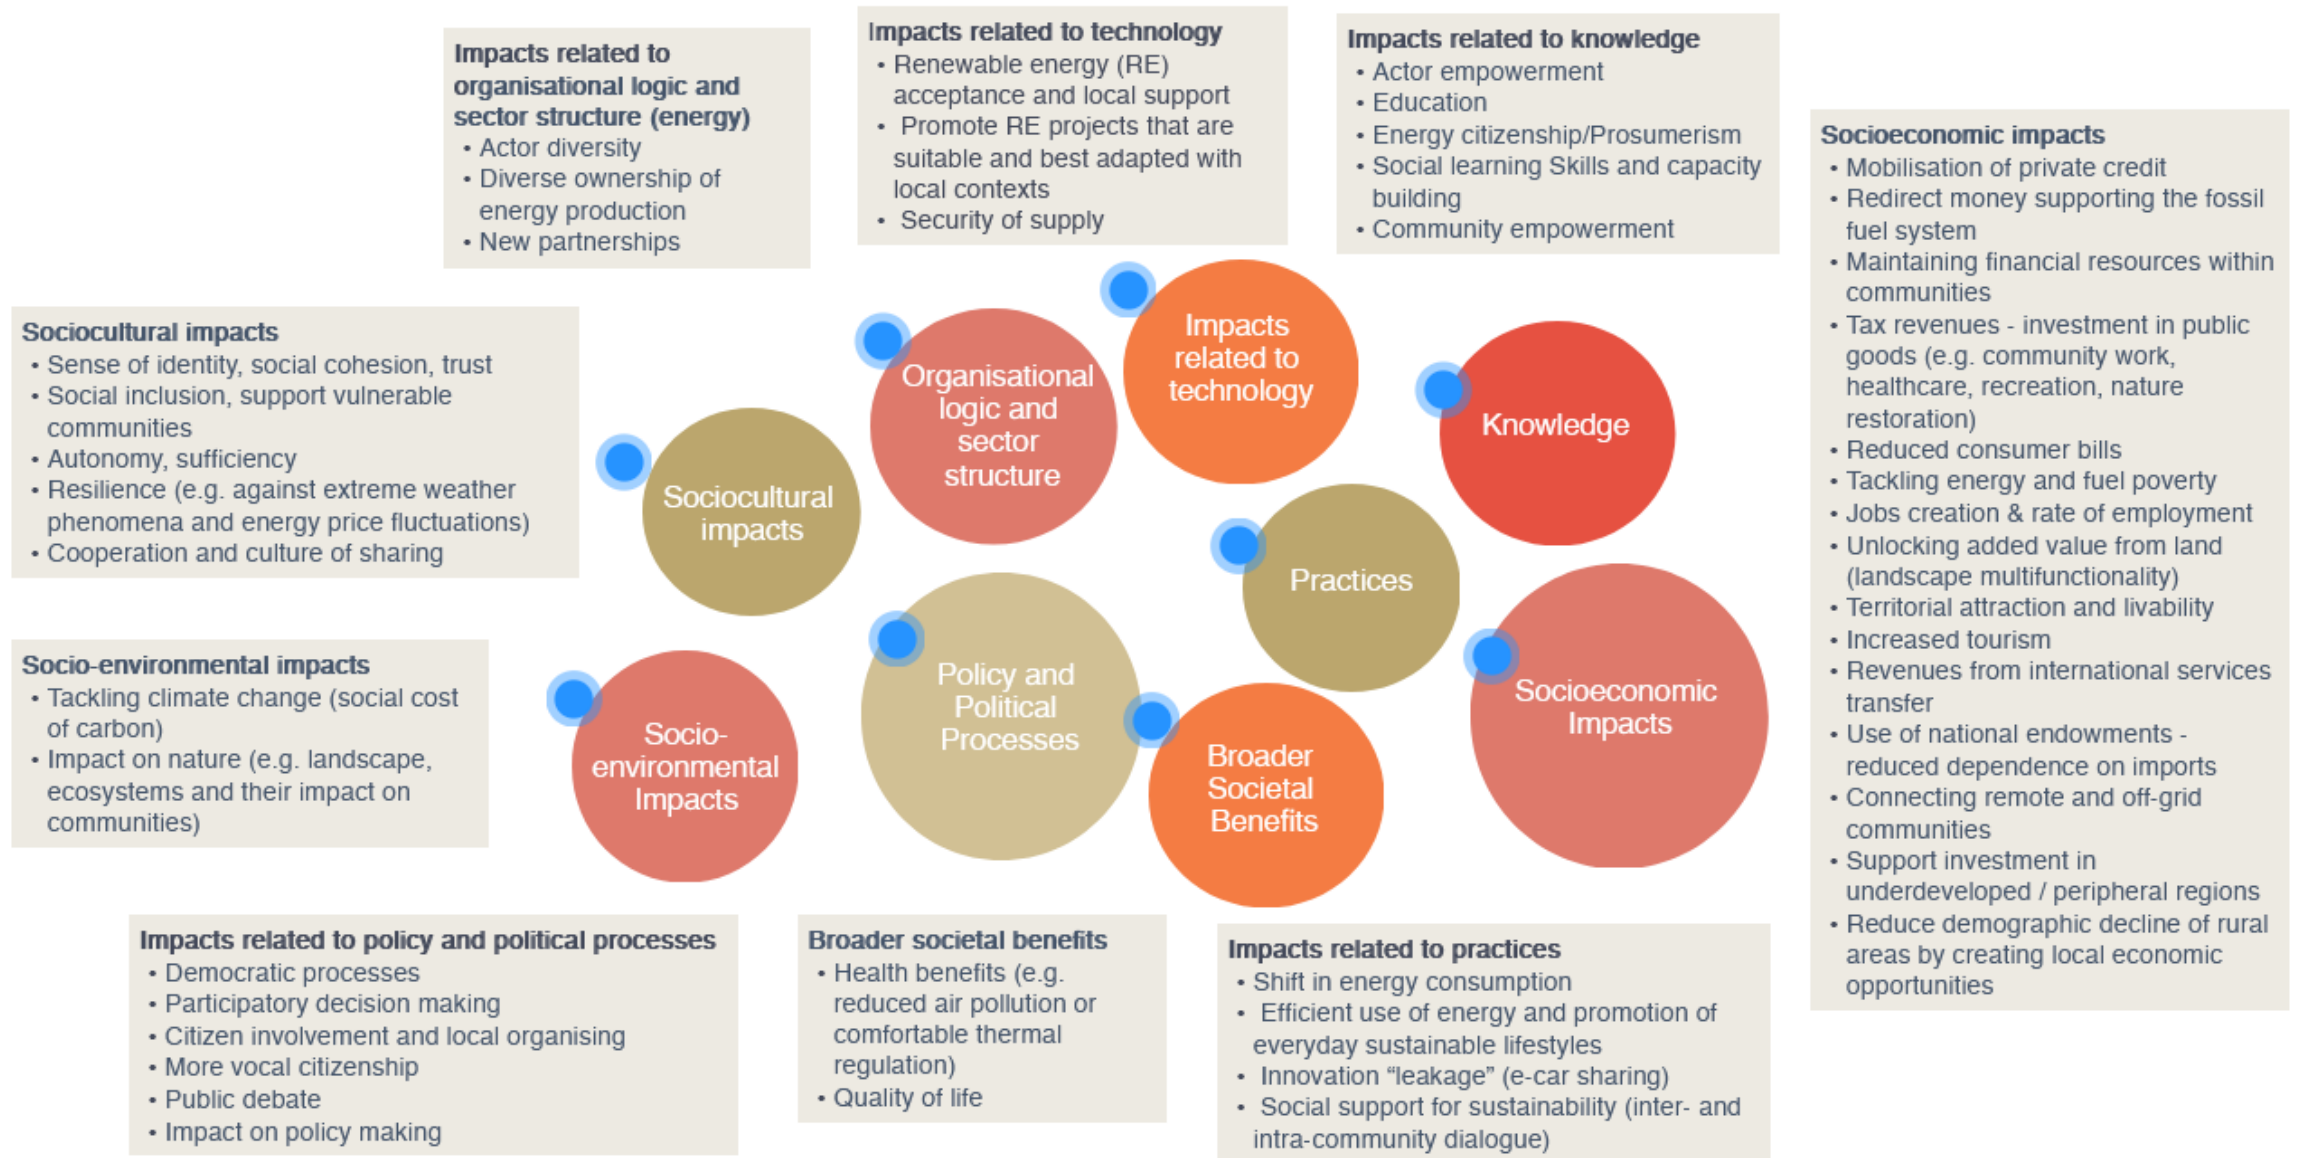 Impacts related to
organisational logic and
sector structure (energy)
• Actor diversity
• Diverse ownership of
energy production
• New partnerships
Impacts related to technology
• Renewable energy (RE)
acceptance and local support
• Promote RE projects that are
suitable and best adapted with
local contexts
• Security of supply
Impacts related to knowledge
• Actor empowerment
• Education
• Energy citizenship/Prosumerism
• Social learning Skills and capacity
building
• Community empowerment
Socioeconomic impacts
• Mobilisation of private credit
• Redirect money supporting the fossil
fuel system
• Maintaining financial resources within
communities
• Tax revenues - investment in public
goods (e.g. community work,
healthcare, recreation, nature
restoration)
• Reduced consumer bills
• Tackling energy and fuel poverty
• Jobs creation & rate of employment
• Unlocking added value from land
(landscape multifunctionality)
• Territorial attraction and livability
• Increased tourism
• Revenues from international services
transfer
• Use of national endowments -
reduced dependence on imports
• Connecting remote and off-grid
communities
• Support investment in
underdeveloped / peripheral regions
• Reduce demographic decline of rural
areas by creating local economic
opportunities
Sociocultural impacts
• Sense of identity, social cohesion, trust
• Social inclusion, support vulnerable
communities
• Autonomy, sufficiency
• Resilience (e.g. against extreme weather
phenomena and energy price fluctuations)
• Cooperation and culture of sharing
Sociocultural
impacts
Organisational
logic and
sector
structure
Impacts
related to
technology
Knowledge
Practices
Socio-environmental impacts
• Tackling climate change (social cost
of carbon)
• Impact on nature (e.g. landscape,
ecosystems and their impact on
communities)
Socio-
environmental
Impacts
Policy and
Political
Processes
Broader
Societal
Benefits
Socioeconomic
Impacts
Impacts related to policy and political processes
• Democratic processes
• Participatory decision making
• Citizen involvement and local organising
• More vocal citizenship
• Public debate
• Impact on policy making
Broader societal benefits
• Health benefits (e.g.
reduced air pollution or
comfortable thermal
regulation)
• Quality of life
Impacts related to practices
• Shift in energy consumption
• Efficient use of energy and promotion of
everyday sustainable lifestyles
• Innovation “leakage” (e-car sharing)
• Social support for sustainability (inter- and
intra-community dialogue)